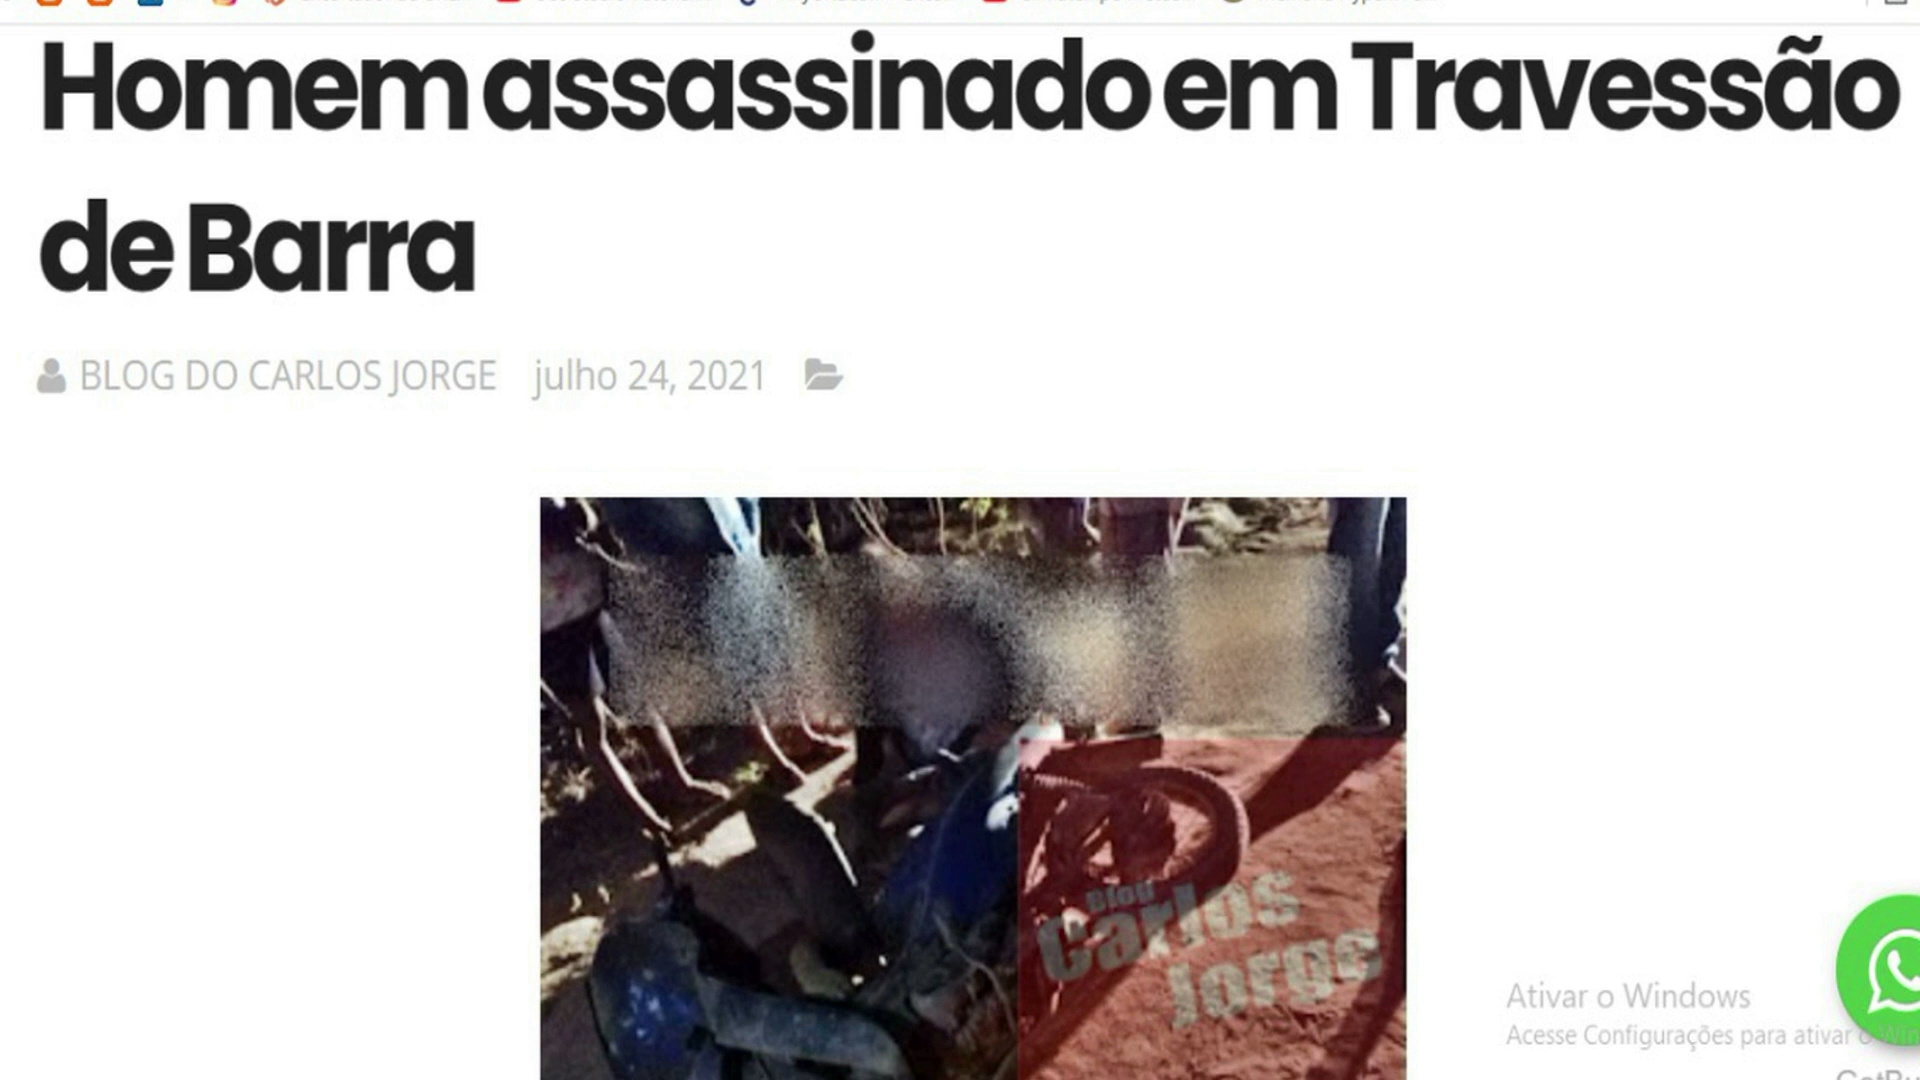 Homem assassinado em Travessão
de Barra
BLOG DO CARLOS JORGE julho 24, 2021
Blog
Carlos
Jorge
Ativar o Windows
Acesse Configurações para ativar o Win